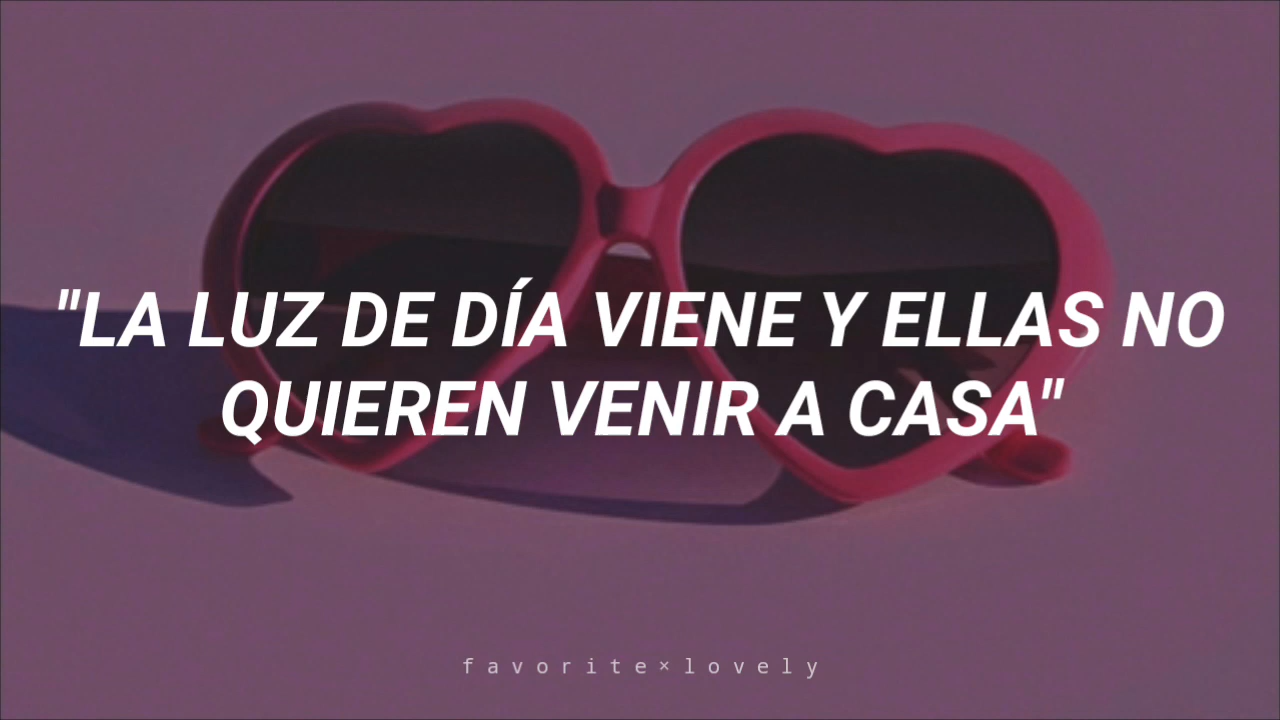 "LA LUZ DE DÍA VIENE Y ELLAS NO
QUIEREN VENIR A CASA"
favorite×lovely